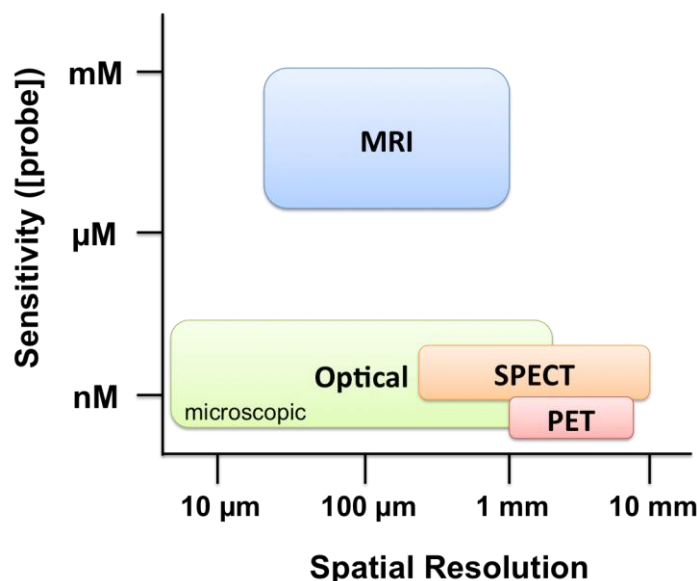 Sensitivity ([probe])
mM
µM
nM
MRI
Optical
SPECT
microscopic
PET
10 µm
100 µm
1 mm
10 mm
Spatial Resolution